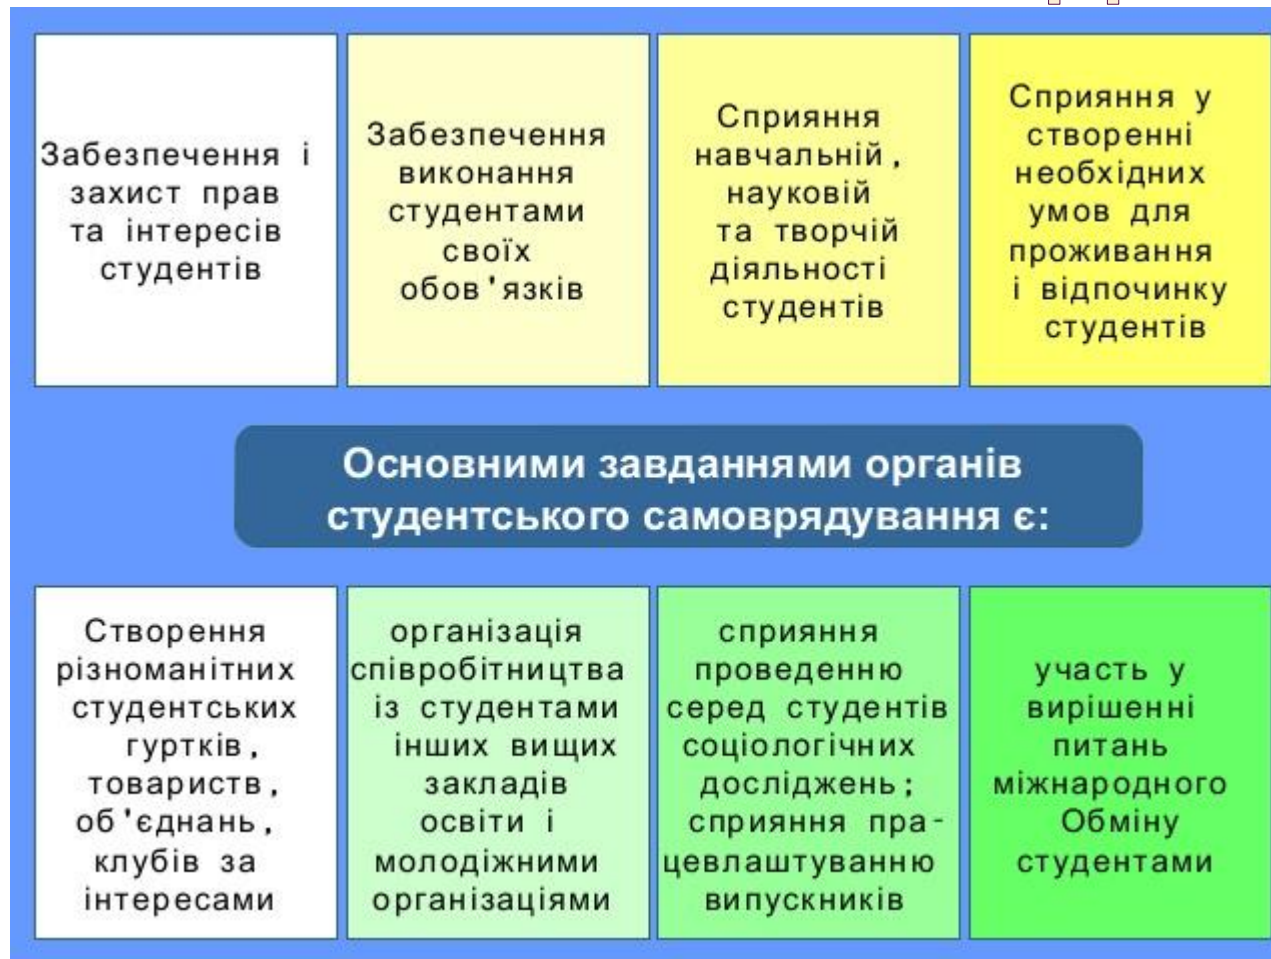 Забезпечення і
захист прав
та інтересів
студентів
Забезпечення
виконання
студентами
своїх
обов'язків
Сприяння
навчальній,
науковій
та творчій
діяльності
студентів
Сприяння у
створенні
необхідних
умов для
проживання
і відпочинку
студентів
Основними завданнями органів
студентського самоврядування є:
Створення
різноманітних
студентських
гуртків,
товариств,
об'єднань,
клубів за
інтересами
організація
співробітництва
із студентами
інших вищих
закладів
освіти і
молодіжними
організаціями
сприяння
проведенню
серед студентів
соціологічних
досліджень;
сприяння пра-
цевлаштуванню
випускників
участь у
вирішенні
питань
міжнародного
Обміну
студентами